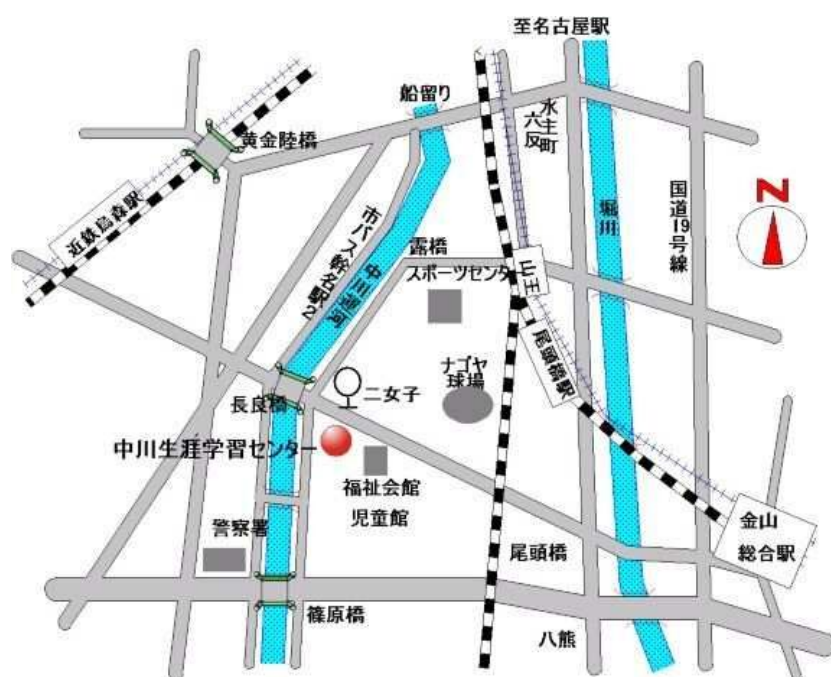 至名古屋駅
船留り
水主町
六反
黄金陸橋
近鉄烏森駅
国道19号線
Z
堀川
市バス幹名駅2
中川運河
露橋
スポーツセンター
山王
尾頭橋駅
ナゴヤ
球場
二女子
長良橋
中川生涯学習センター
福祉会館
児童館
金山
総合駅
警察署
尾頭橋
篠原橋
八熊